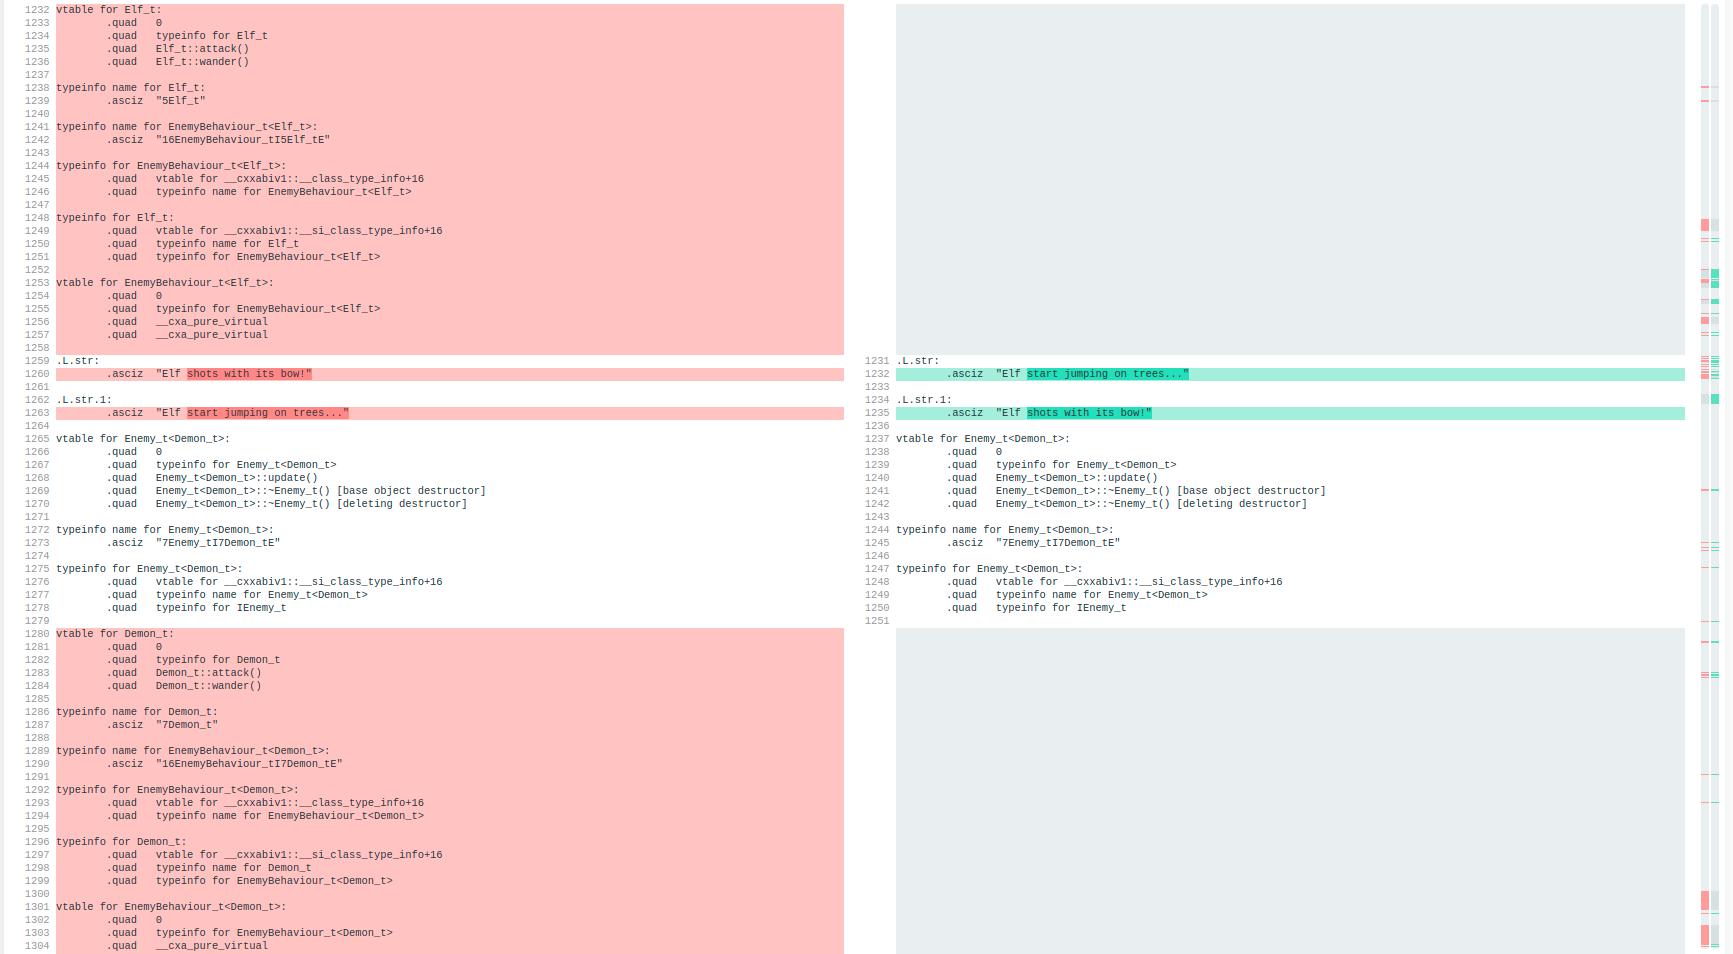 1232 vtable for Elf_t:
1233         .quad   0
1234         .quad   typeinfo for Elf_t
1235         .quad   Elf_t::attack()
1236         .quad   Elf_t::wander()
1237
1238 typeinfo name for Elf_t:
1239         .asciz  "5Elf_t"
1240
1241 typeinfo name for EnemyBehaviour_t<Elf_t>:
1242         .asciz  "16EnemyBehaviour_tI5Elf_tE"
1243
1244 typeinfo for EnemyBehaviour_t<Elf_t>:
1245         .quad   vtable for __cxxabiv1::__class_type_info+16
1246         .quad   typeinfo name for EnemyBehaviour_t<Elf_t>
1247
1248 typeinfo for Elf_t:
1249         .quad   vtable for __cxxabiv1::__si_class_type_info+16
1250         .quad   typeinfo name for Elf_t
1251         .quad   typeinfo for EnemyBehaviour_t<Elf_t>
1252
1253 vtable for EnemyBehaviour_t<Elf_t>:
1254         .quad   0
1255         .quad   typeinfo for EnemyBehaviour_t<Elf_t>
1256         .quad   __cxa_pure_virtual
1257         .quad   __cxa_pure_virtual
1258
1259 .L.str:
1260         .asciz  "Elf shots with its bow!"
1261
1262 .L.str.1:
1263         .asciz  "Elf start jumping on trees..."
1264
1265 vtable for Enemy_t<Demon_t>:
1266         .quad   0
1267         .quad   typeinfo for Enemy_t<Demon_t>
1268         .quad   Enemy_t<Demon_t>::update()
1269         .quad   Enemy_t<Demon_t>::~Enemy_t() [base object destructor]
1270         .quad   Enemy_t<Demon_t>::~Enemy_t() [deleting destructor]
1271
1272 typeinfo name for Enemy_t<Demon_t>:
1273         .asciz  "7Enemy_tI7Demon_tE"
1274
1275 typeinfo for Enemy_t<Demon_t>:
1276         .quad   vtable for __cxxabiv1::__si_class_type_info+16
1277         .quad   typeinfo name for Enemy_t<Demon_t>
1278         .quad   typeinfo for IEnemy_t
1279
1280 vtable for Demon_t:
1281         .quad   0
1282         .quad   typeinfo for Demon_t
1283         .quad   Demon_t::attack()
1284         .quad   Demon_t::wander()
1285
1286 typeinfo name for Demon_t:
1287         .asciz  "7Demon_t"
1288
1289 typeinfo name for EnemyBehaviour_t<Demon_t>:
1290         .asciz  "16EnemyBehaviour_tI7Demon_tE"
1291
1292 typeinfo for EnemyBehaviour_t<Demon_t>:
1293         .quad   vtable for __cxxabiv1::__class_type_info+16
1294         .quad   typeinfo name for EnemyBehaviour_t<Demon_t>
1295
1296 typeinfo for Demon_t:
1297         .quad   vtable for __cxxabiv1::__si_class_type_info+16
1298         .quad   typeinfo name for Demon_t
1299         .quad   typeinfo for EnemyBehaviour_t<Demon_t>
1300
1301 vtable for EnemyBehaviour_t<Demon_t>:
1302         .quad   0
1303         .quad   typeinfo for EnemyBehaviour_t<Demon_t>
1304         .quad   __cxa_pure_virtual
1231 .L.str:
1232         .asciz  "Elf start jumping on trees..."
1233
1234 .L.str.1:
1235         .asciz  "Elf shots with its bow!"
1236
1237 vtable for Enemy_t<Demon_t>:
1238         .quad   0
1239         .quad   typeinfo for Enemy_t<Demon_t>
1240         .quad   Enemy_t<Demon_t>::update()
1241         .quad   Enemy_t<Demon_t>::~Enemy_t() [base object destructor]
1242         .quad   Enemy_t<Demon_t>::~Enemy_t() [deleting destructor]
1243
1244 typeinfo name for Enemy_t<Demon_t>:
1245         .asciz  "7Enemy_tI7Demon_tE"
1246
1247 typeinfo for Enemy_t<Demon_t>:
1248         .quad   vtable for __cxxabiv1::__si_class_type_info+16
1249         .quad   typeinfo name for Enemy_t<Demon_t>
1250         .quad   typeinfo for IEnemy_t
1251